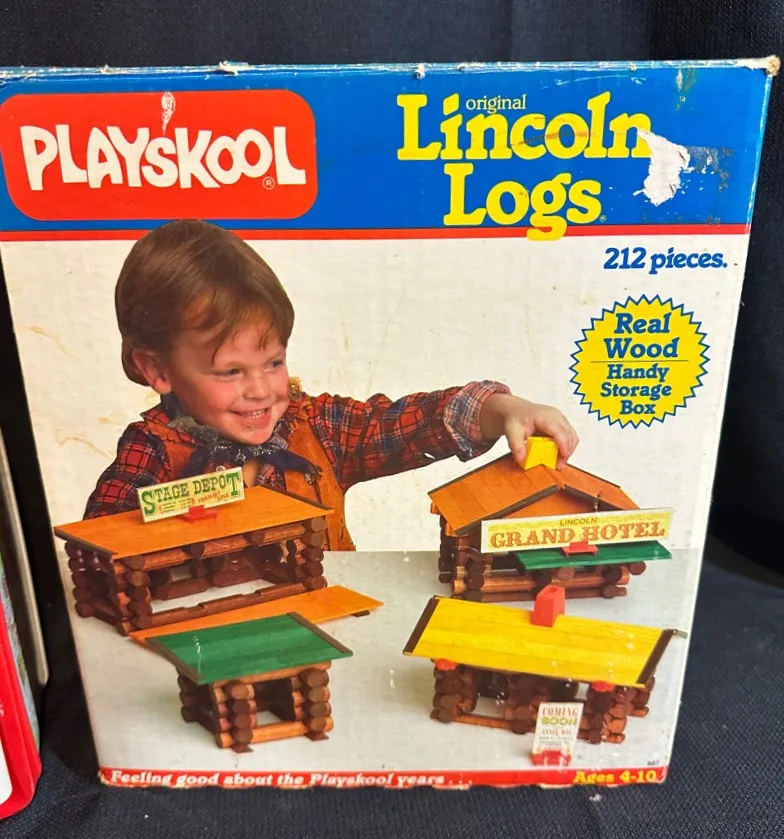 PLAYSKOOL®
original
Lincoln
Logs
212 pieces.
Real
Wood
Handy
Storage
Box
STAGE DEPOT
LINCOLN
GRAND HOTEL
COMING
SOON
Feeling good about the Playskool years . . .
Ages 4-10